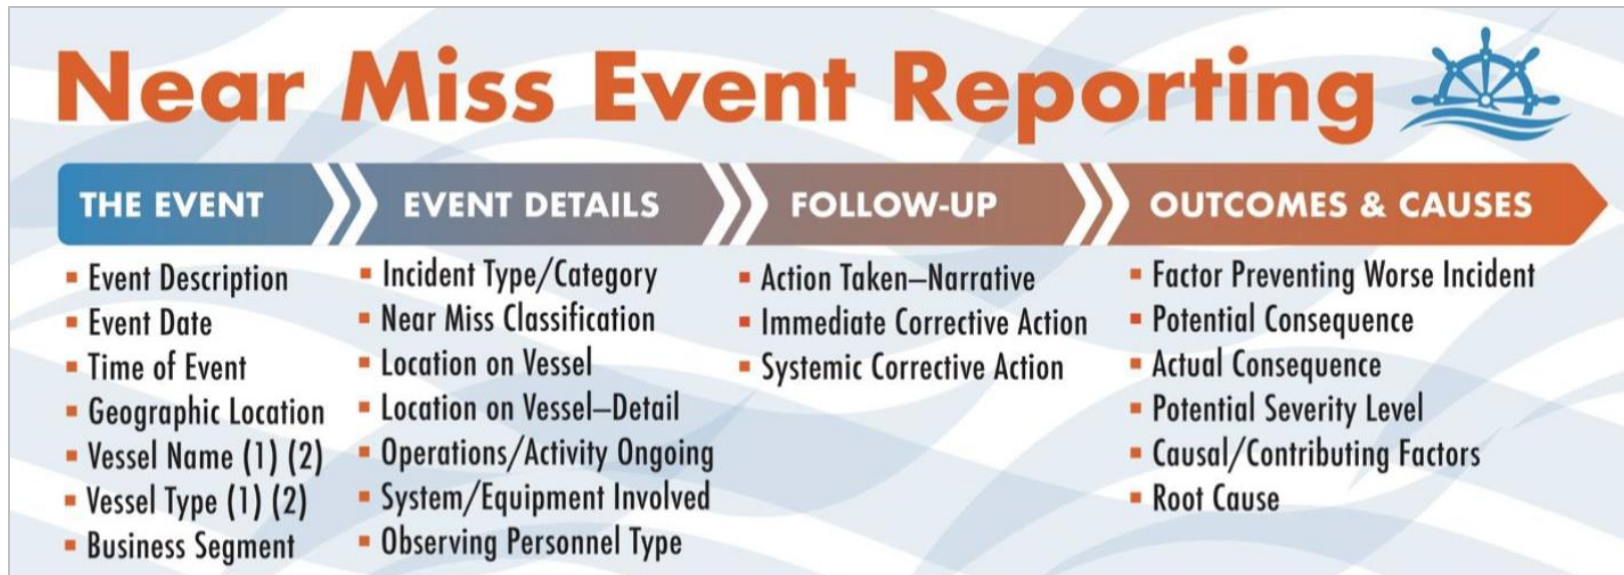 Near Miss Event Reporting
THE EVENT
▪ Event Description
▪ Event Date
▪ Time of Event
▪ Geographic Location
▪ Vessel Name (1) (2)
▪ Vessel Type (1) (2)
▪ Business Segment
EVENT DETAILS
▪ Incident Type/Category
▪ Near Miss Classification
▪ Location on Vessel
▪ Location on Vessel–Detail
▪ Operations/Activity Ongoing
▪ System/Equipment Involved
▪ Observing Personnel Type
FOLLOW-UP
▪ Action Taken–Narrative
▪ Immediate Corrective Action
▪ Systemic Corrective Action
OUTCOMES & CAUSES
▪ Factor Preventing Worse Incident
▪ Potential Consequence
▪ Actual Consequence
▪ Potential Severity Level
▪ Causal/Contributing Factors
▪ Root Cause